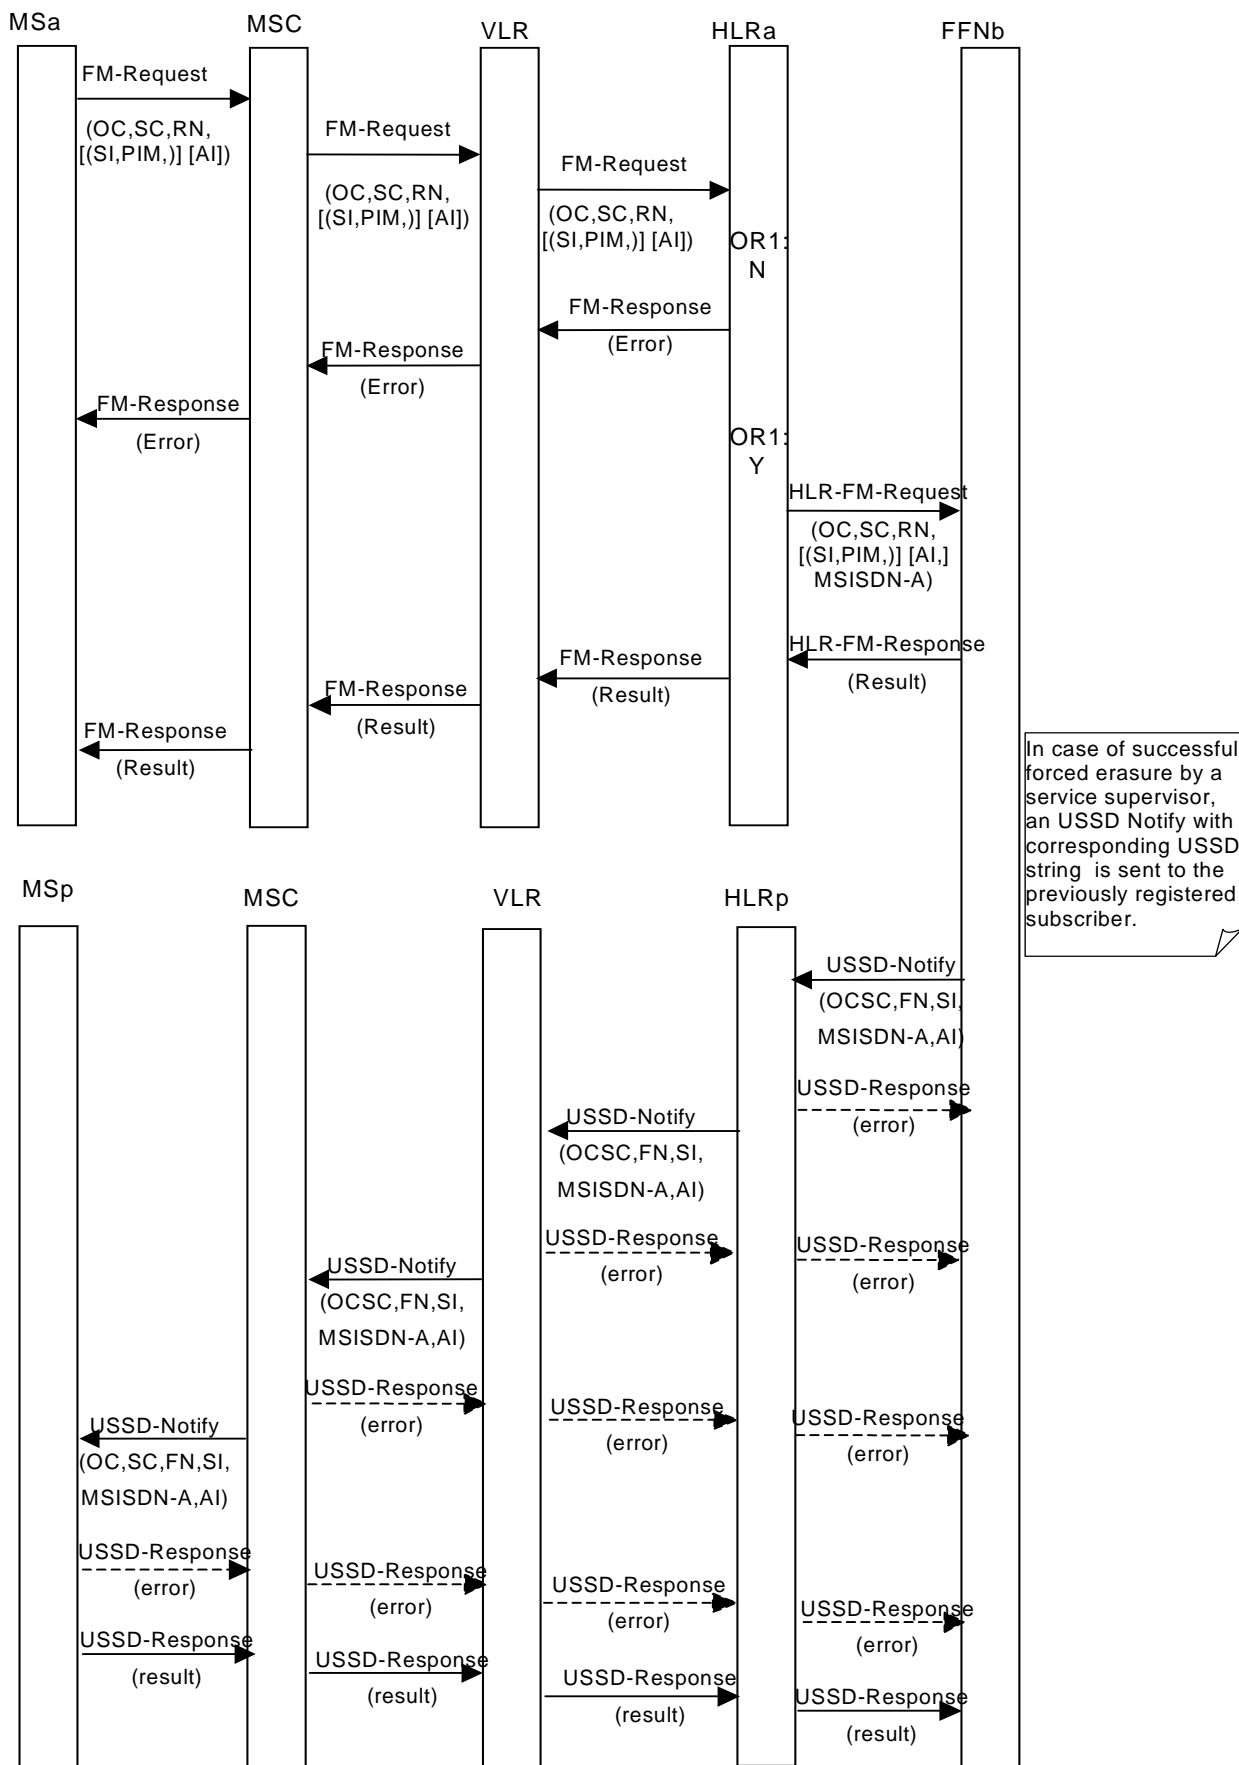 MSa
MSC
VLR
HLRa
FFNb
FM-Request
(OC,SC,RN,
[(SI,PIM,)] [AI])
FM-Request
(OC,SC,RN,
[(SI,PIM,)] [AI])
FM-Request
(OC,SC,RN,
[(SI,PIM,)] [AI])
OR1:
N
FM-Response
(Error)
FM-Response
(Error)
FM-Response
(Error)
OR1:
Y
HLR-FM-Request
(OC,SC,RN,
[(SI,PIM,)] [AI,]
MSISDN-A)
HLR-FM-Response
(Result)
FM-Response
(Result)
FM-Response
(Result)
FM-Response
(Result)
In case of successful
forced erasure by a
service supervisor,
an USSD Notify with
corresponding USSD
string is sent to the
previously registered
subscriber.
MSp
MSC
VLR
HLRp
USSD-Notify
(OCSC,FN,SI,
MSISDN-A,AI)
USSD-Response
(error)
USSD-Notify
(OCSC,FN,SI,
MSISDN-A,AI)
USSD-Response
(error)
USSD-Response
(error)
USSD-Notify
(OCSC,FN,SI,
MSISDN-A,AI)
USSD-Response
(error)
USSD-Response
(error)
USSD-Response
(error)
USSD-Notify
(OC,SC,FN,SI,
MSISDN-A,AI)
USSD-Response
(error)
USSD-Response
(error)
USSD-Response
(error)
USSD-Response
(error)
USSD-Response
(result)
USSD-Response
(result)
USSD-Response
(result)
USSD-Response
(result)